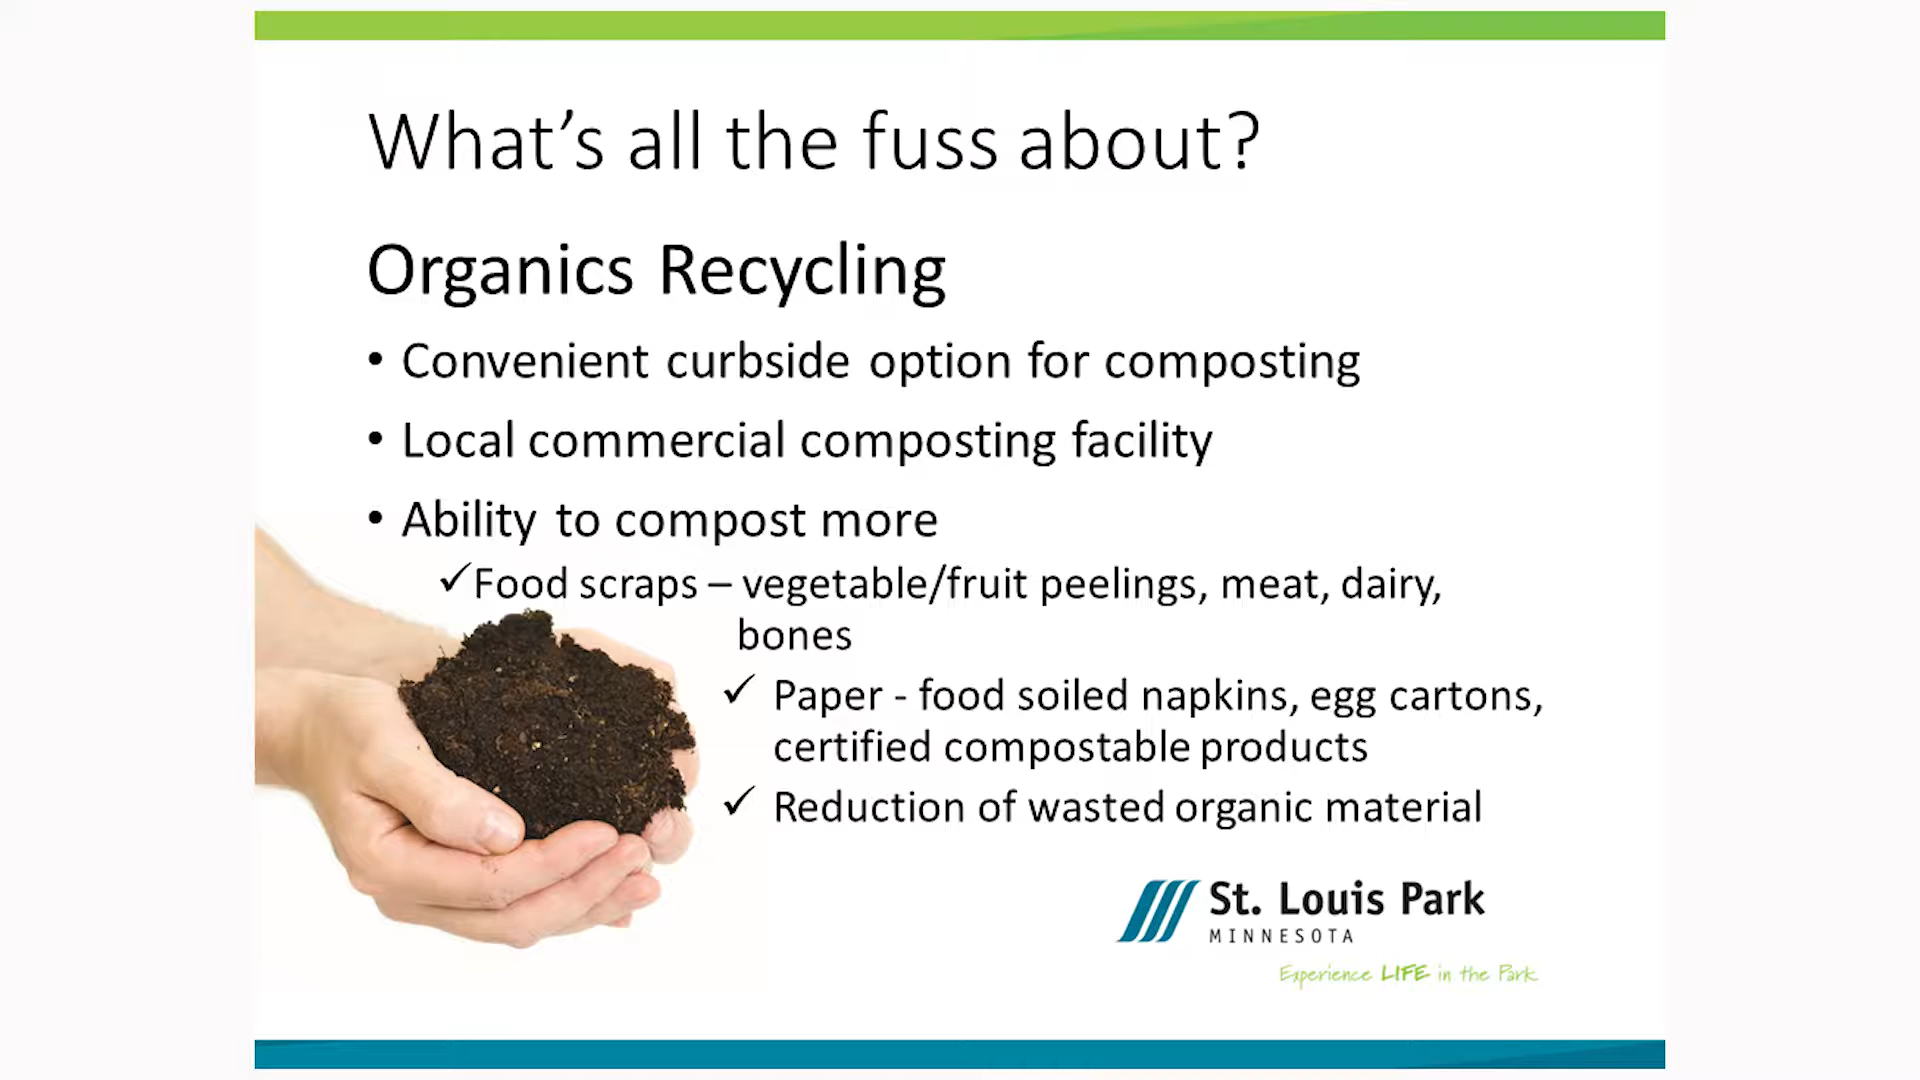 What’s all the fuss about?
Organics Recycling
• Convenient curbside option for composting
• Local commercial composting facility
• Ability to compost more
✓Food scraps – vegetable/fruit peelings, meat, dairy,
bones
✓ Paper - food soiled napkins, egg cartons,
certified compostable products
✓ Reduction of wasted organic material
St. Louis Park
MINNESOTA
Experience LIFE in the Park